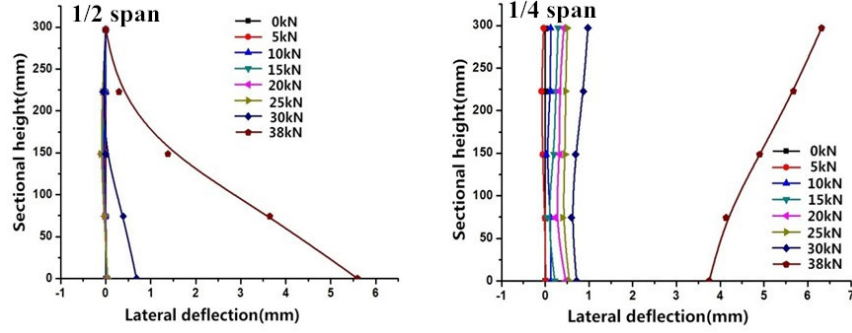 1/2 span
300
250
200
150
100
50
0
Sectional height(mm)
-1 0 1 2 3 4 5 6
Lateral deflection(mm)
0kN
5kN
10kN
15kN
20kN
25kN
30kN
38kN
1/4 span
300
250
200
150
100
50
0
Sectional height(mm)
-1 0 1 2 3 4 5 6 7
Lateral deflection(mm)
0kN
5kN
10kN
15kN
20kN
25kN
30kN
38kN